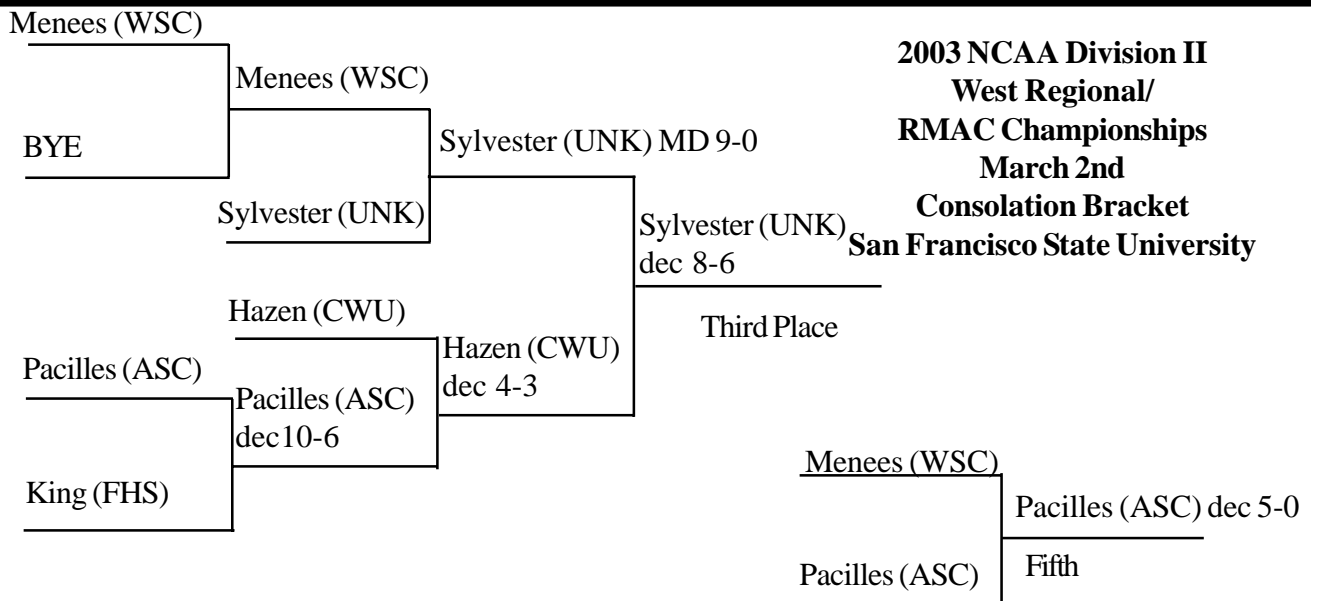 Menees (WSC)
2003 NCAA Division II
West Regional/
RMAC Championships
March 2nd
Consolation Bracket
San Francisco State University
Menees (WSC)
BYE
Sylvester (UNK) MD 9-0
Sylvester (UNK)
Sylvester (UNK)
dec 8-6
Hazen (CWU)
Third Place
Hazen (CWU)
dec 4-3
Pacilles (ASC)
Pacilles (ASC)
dec10-6
King (FHS)
Menees (WSC)
Pacilles (ASC) dec 5-0
Pacilles (ASC)
Fifth